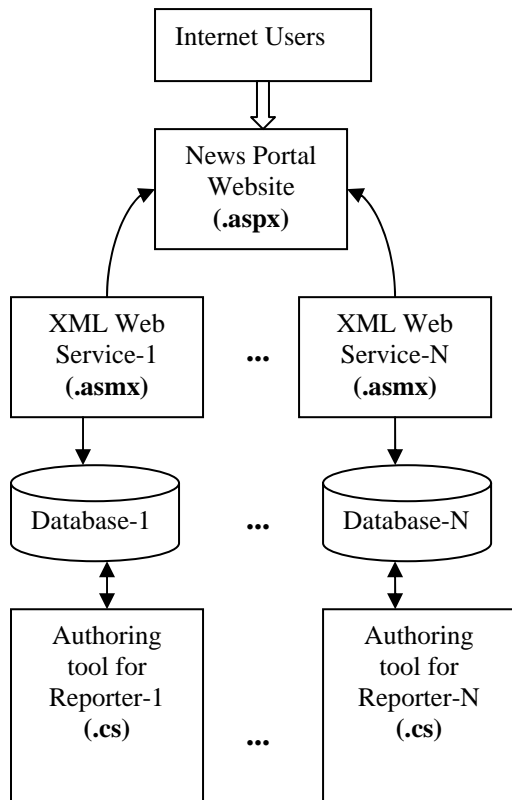 Internet Users
News Portal
Website
(.aspx)
XML Web
Service-1
(.asmx)
...
XML Web
Service-N
(.asmx)
Database-1
...
Database-N
Authoring
tool for
Reporter-1
(.cs)
...
Authoring
tool for
Reporter-N
(.cs)